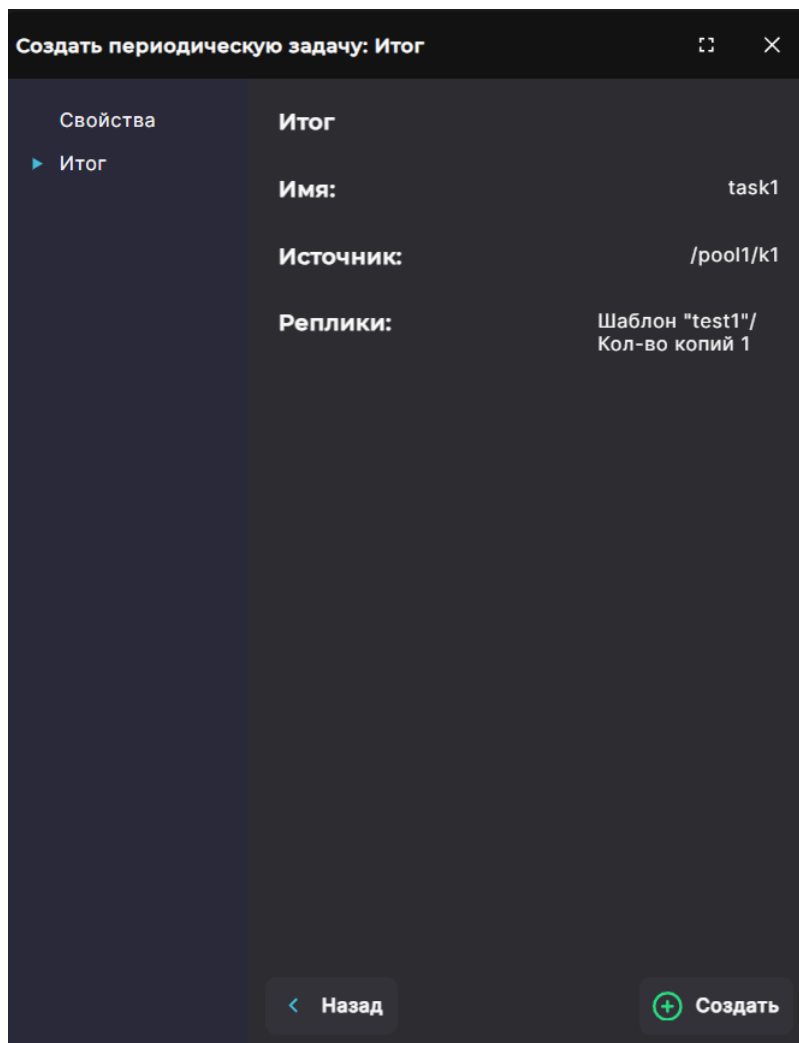 Создать периодическую задачу: Итог
Свойства
Итог
Итог
Имя:
task1
Источник:
/pool1/k1
Реплики:
Шаблон "test1"/
Кол-во копий 1
Назад
Создать